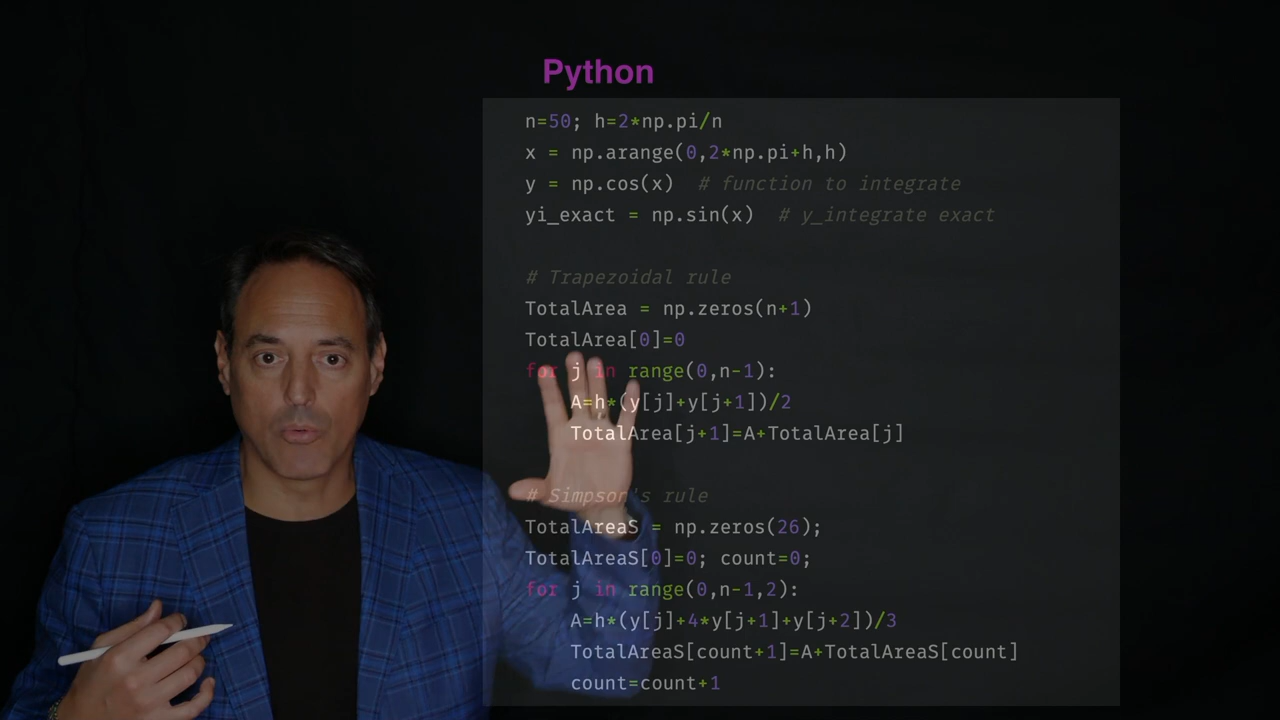 Python
n=50; h=2*np.pi/n
x = np.arange(0,2*np.pi+h,h)
y = np.cos(x)  # function to integrate
yi_exact = np.sin(x)  # y_integrate exact
# Trapezoidal rule
TotalArea = np.zeros(n+1)
TotalArea[0]=0
for j in range(0,n-1):
A=h*(y[j]+y[j+1])/2
TotalArea[j+1]=A+TotalArea[j]
# Simpson's rule
TotalAreaS = np.zeros(26);
TotalAreaS[0]=0; count=0;
for j in range(0,n-1,2):
A=h*(y[j]+4*y[j+1]+y[j+2])/3
TotalAreaS[count+1]=A+TotalAreaS[count]
count=count+1